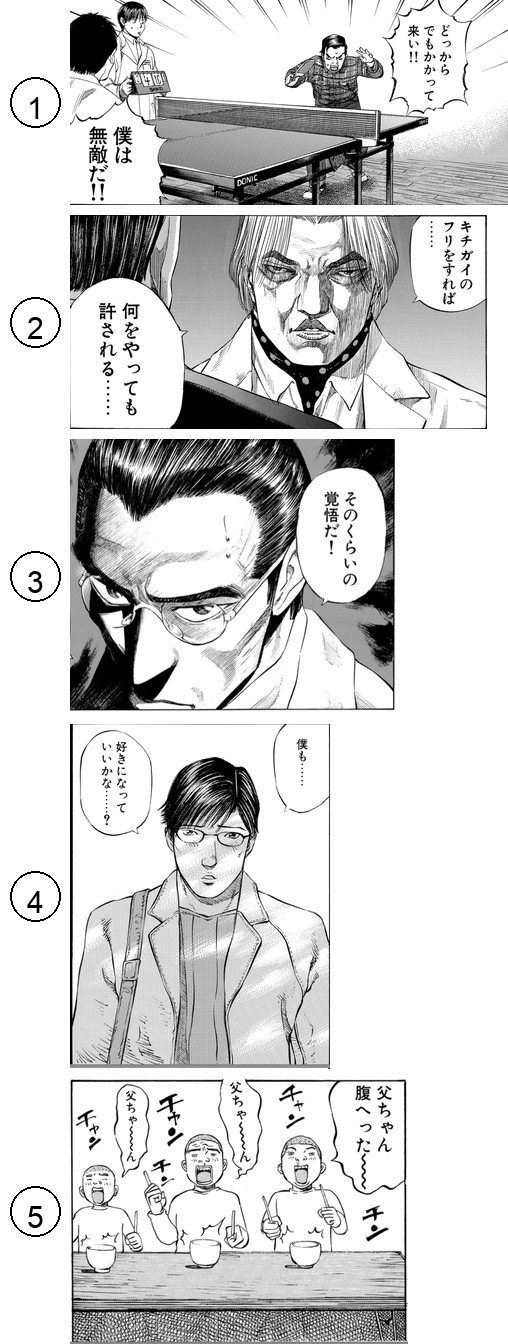 1
どっから
でもかかって
来い!!
4
DONIC
僕は
無敵だ!!
2
キチガイの
フリをすれば
……
何をやっても
許される……
3
そのくらいの
覚悟だ!
4
僕も……
好きになって
いいかな……?
5
父ちゃん
腹へった〜〜
チャン
父ちゃ〜〜ん
チャン
父ちゃ〜〜ん
チャン
チン
チン